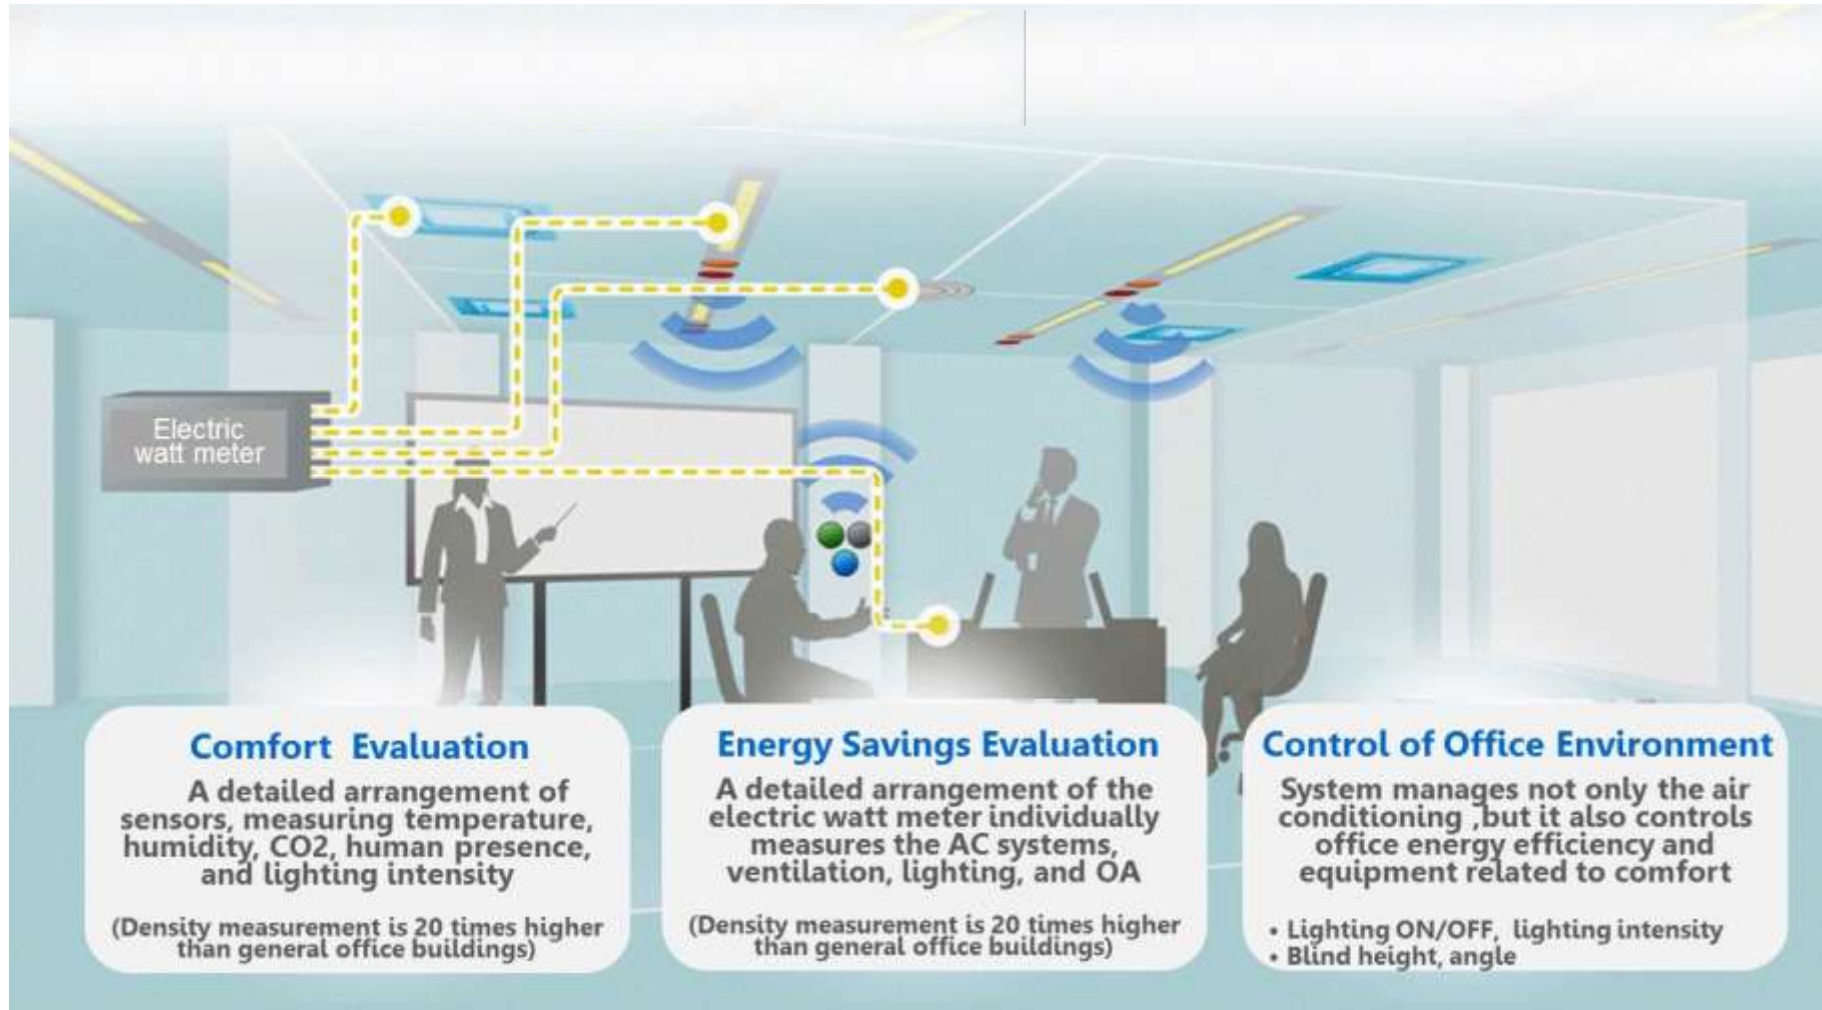 Electric
watt meter
Comfort Evaluation
A detailed arrangement of
sensors, measuring temperature,
humidity, CO2, human presence,
and lighting intensity
(Density measurement is 20 times higher
than general office buildings)
Energy Savings Evaluation
A detailed arrangement of the
electric watt meter individually
measures the AC systems,
ventilation, lighting, and OA
(Density measurement is 20 times higher
than general office buildings)
Control of Office Environment
System manages not only the air
conditioning ,but it also controls
office energy efficiency and
equipment related to comfort
• Lighting ON/OFF, lighting intensity
• Blind height, angle